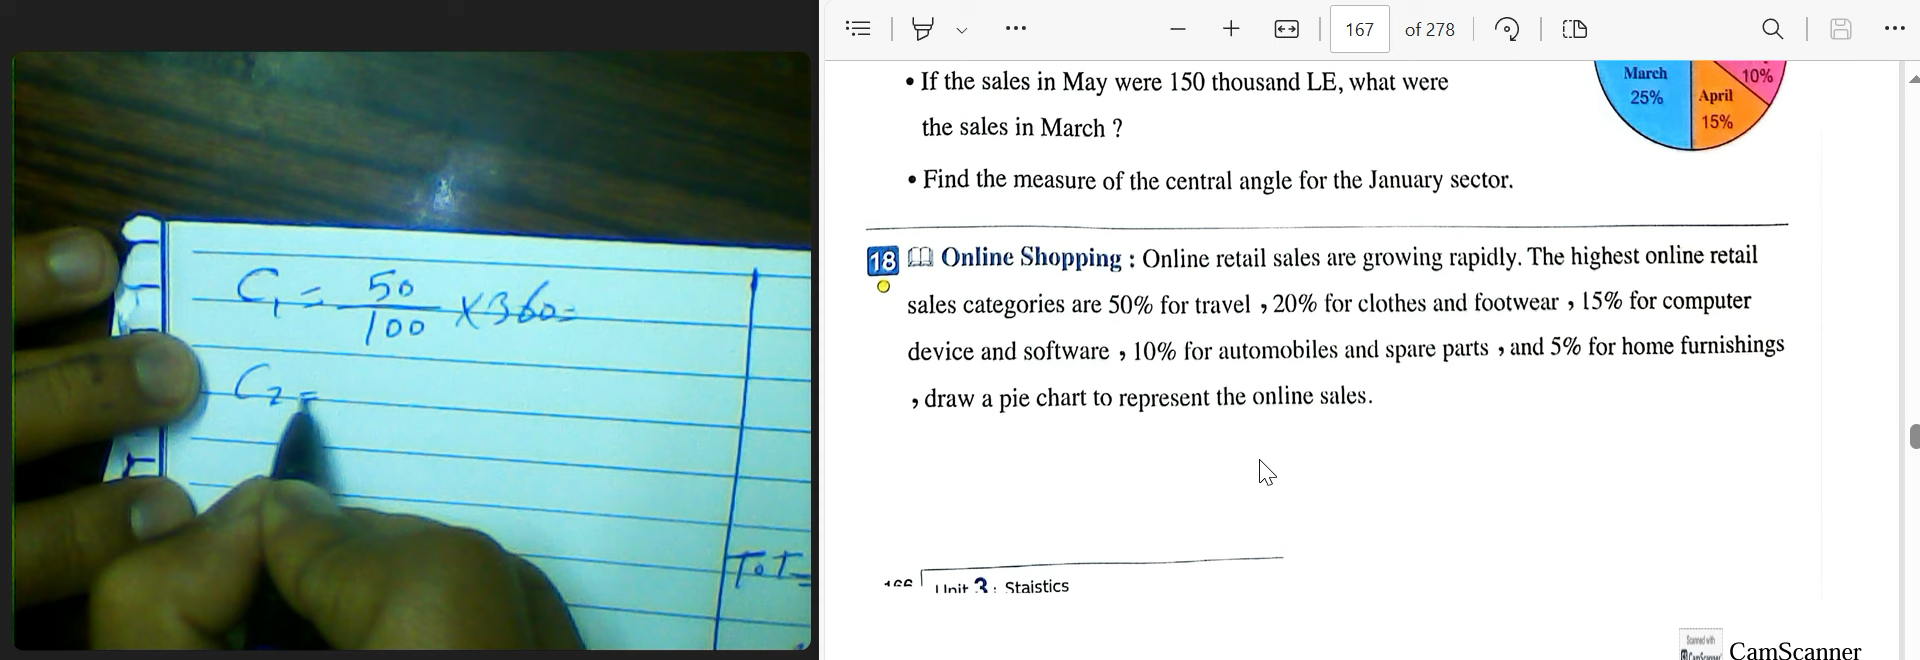 C₁ = 50/100 × 360 =
C₂ =
TOT=
167 of 278
• If the sales in May were 150 thousand LE, what were
the sales in March ?
• Find the measure of the central angle for the January sector.
March
25%
April
15%
10%
18 Online Shopping : Online retail sales are growing rapidly. The highest online retail
sales categories are 50% for travel , 20% for clothes and footwear , 15% for computer
device and software , 10% for automobiles and spare parts , and 5% for home furnishings
, draw a pie chart to represent the online sales.
166 Unit 3 : Staistics
Scanned with
CamScanner
CamScanner